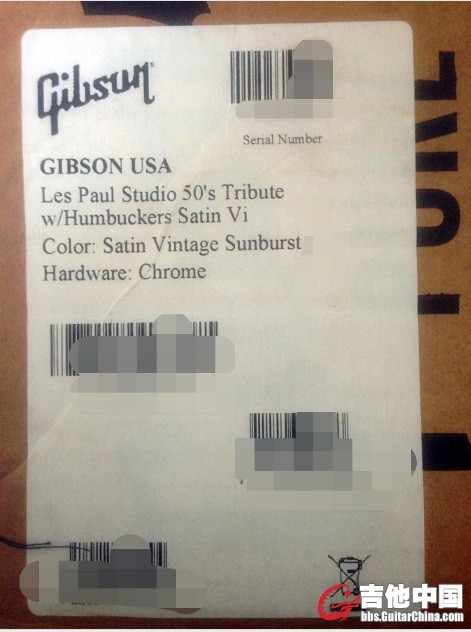 Gibson
Serial Number
GIBSON USA
Les Paul Studio 50's Tribute
w/Humbuckers Satin Vi
Color: Satin Vintage Sunburst
Hardware: Chrome
吉他中国
bbs.GuitarChina.com